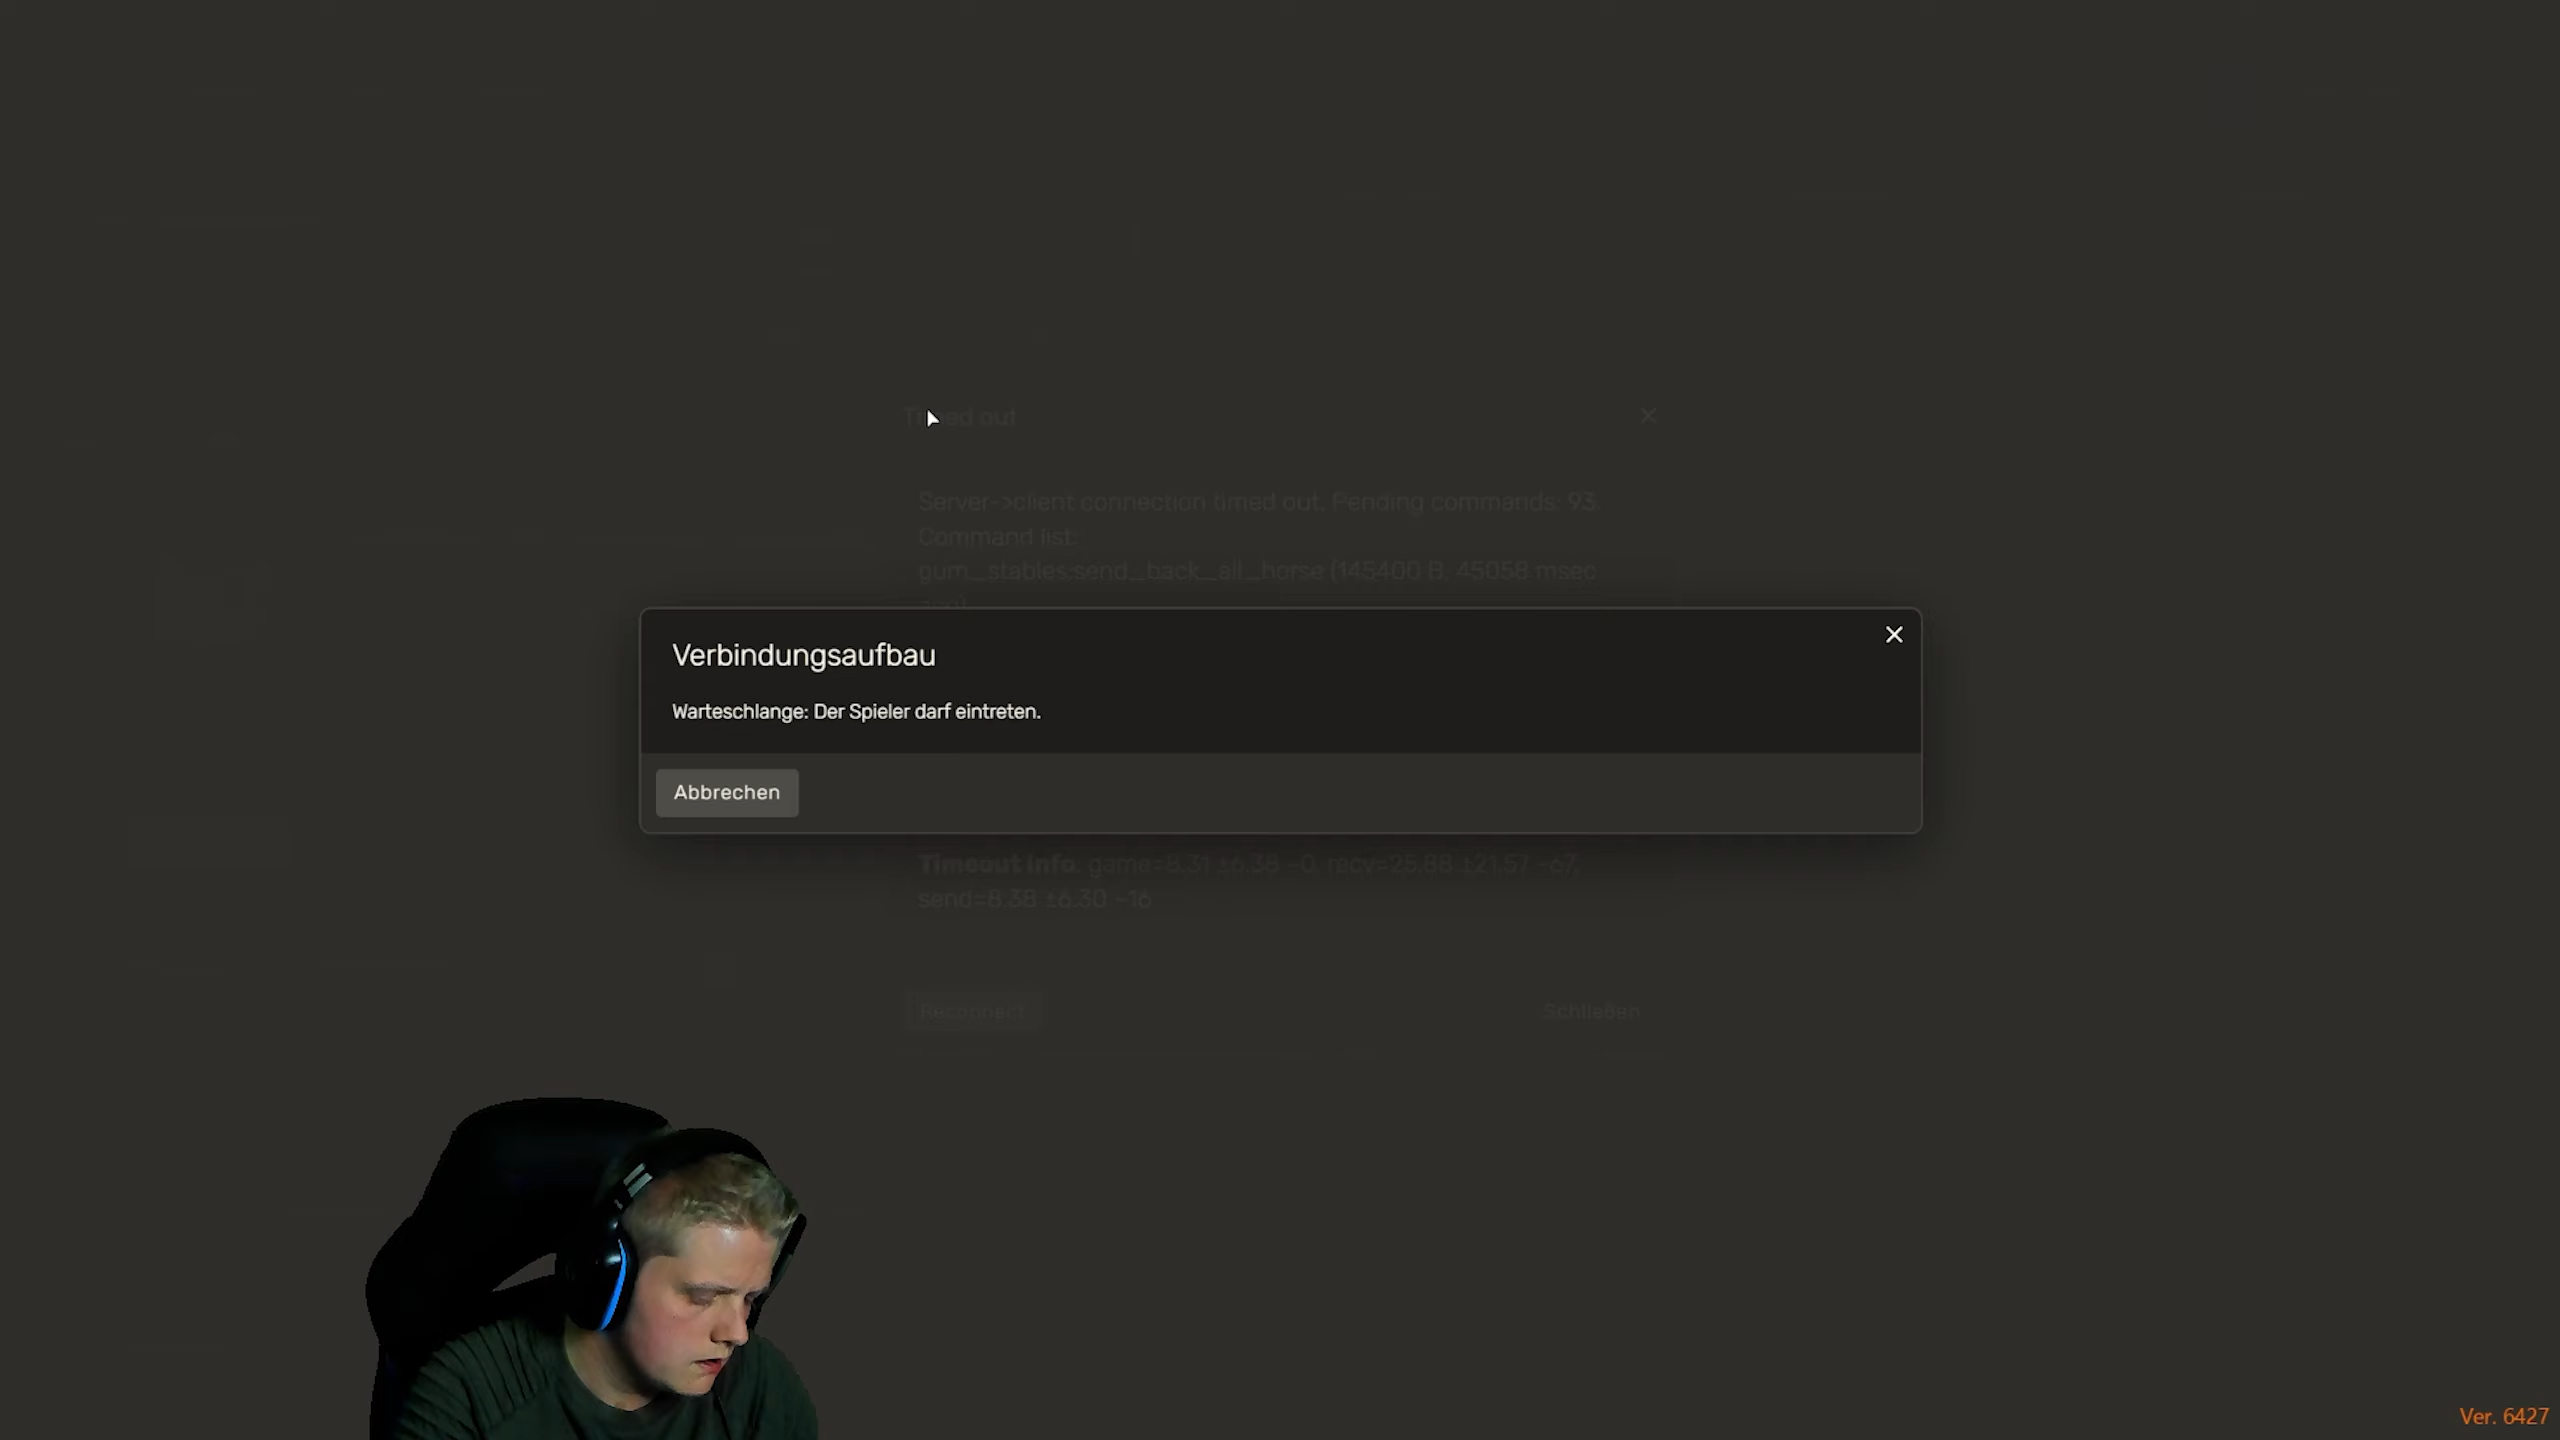 Timed out
Server->client connection timed out. Pending commands: 93.
Command list:
gum_stables:send_back_all_horse (145400 B, 45058 msec
Verbindungsaufbau
Warteschlange: Der Spieler darf eintreten.
Abbrechen
Timeout info: game=8.31 ±6.38 ~0, recv=25.88 ±21.57 ~67,
send=8.38 ±6.30 ~16
Reconnect
Schließen
Ver. 6427